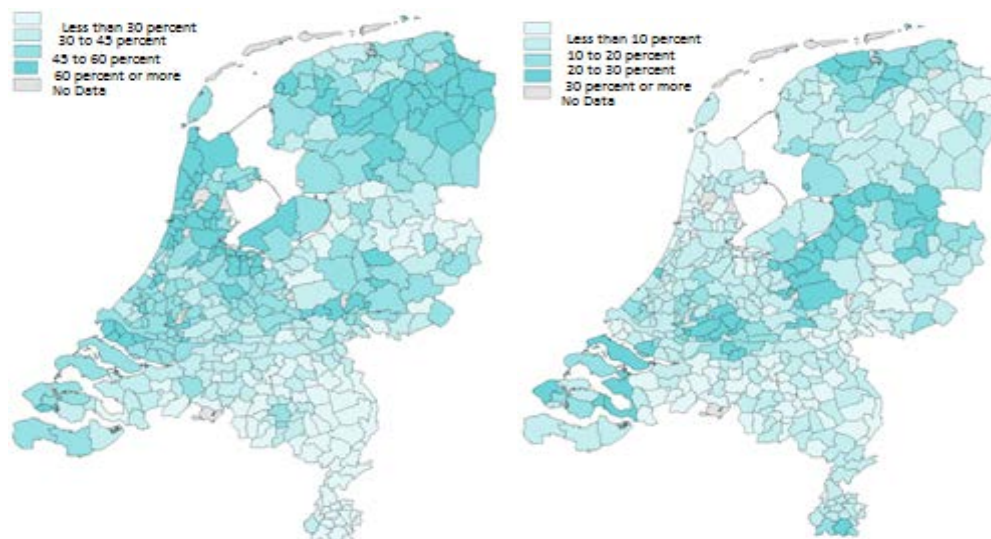 Less than 30 percent
30 to 45 percent
45 to 60 percent
60 percent or more
No Data
Less than 10 percent
10 to 20 percent
20 to 30 percent
30 percent or more
No Data